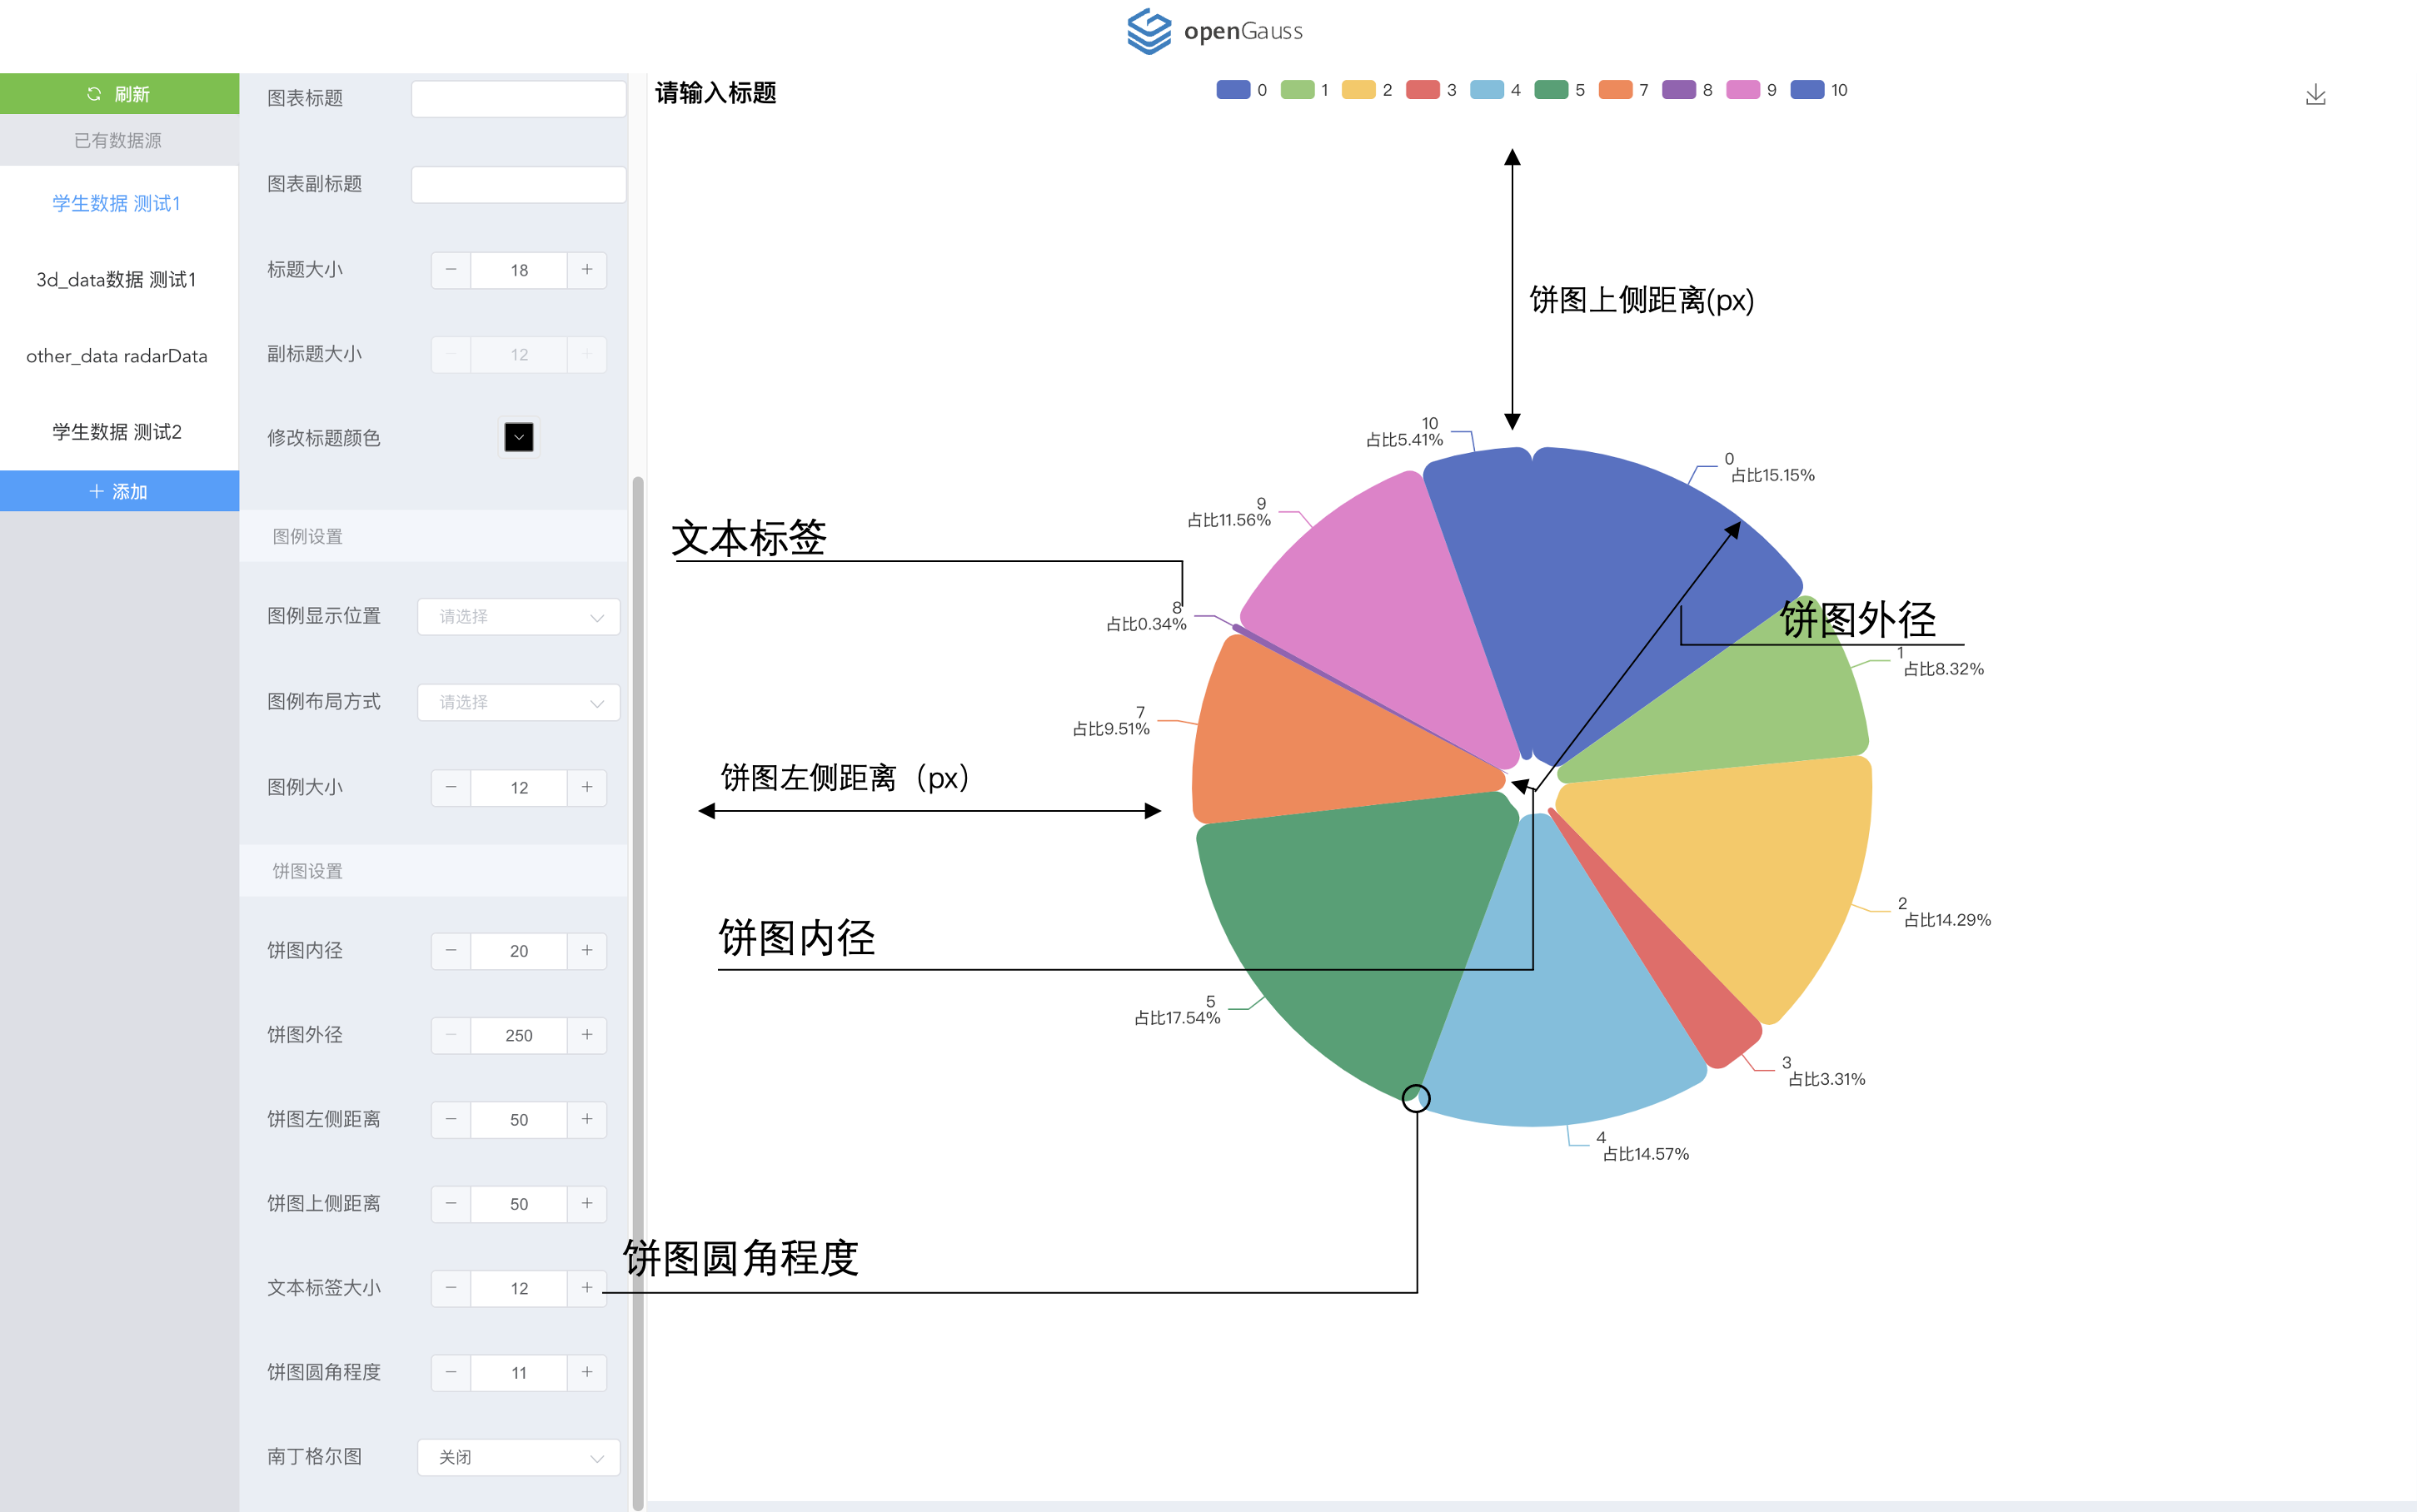 openGauss
刷新
已有数据源
学生数据 测试1
3d_data数据 测试1
other_data radarData
学生数据 测试2
添加
图表标题
图表副标题
标题大小
18
副标题大小
12
修改标题颜色
图例设置
图例显示位置
请选择
图例布局方式
请选择
图例大小
12
饼图设置
饼图内径
20
饼图外径
250
饼图左侧距离
50
饼图上侧距离
50
文本标签大小
12
饼图圆角程度
11
南丁格尔图
关闭
请输入标题
0 1 2 3 4 5 7 8 9 10
饼图上侧距离(px)
10
占比5.41%
0
占比15.15%
9
占比11.56%
文本标签
8
占比0.34%
饼图外径
1
占比8.32%
7
占比9.51%
饼图左侧距离（px）
2
占比14.29%
饼图内径
5
占比17.54%
3
占比3.31%
4
占比14.57%
饼图圆角程度